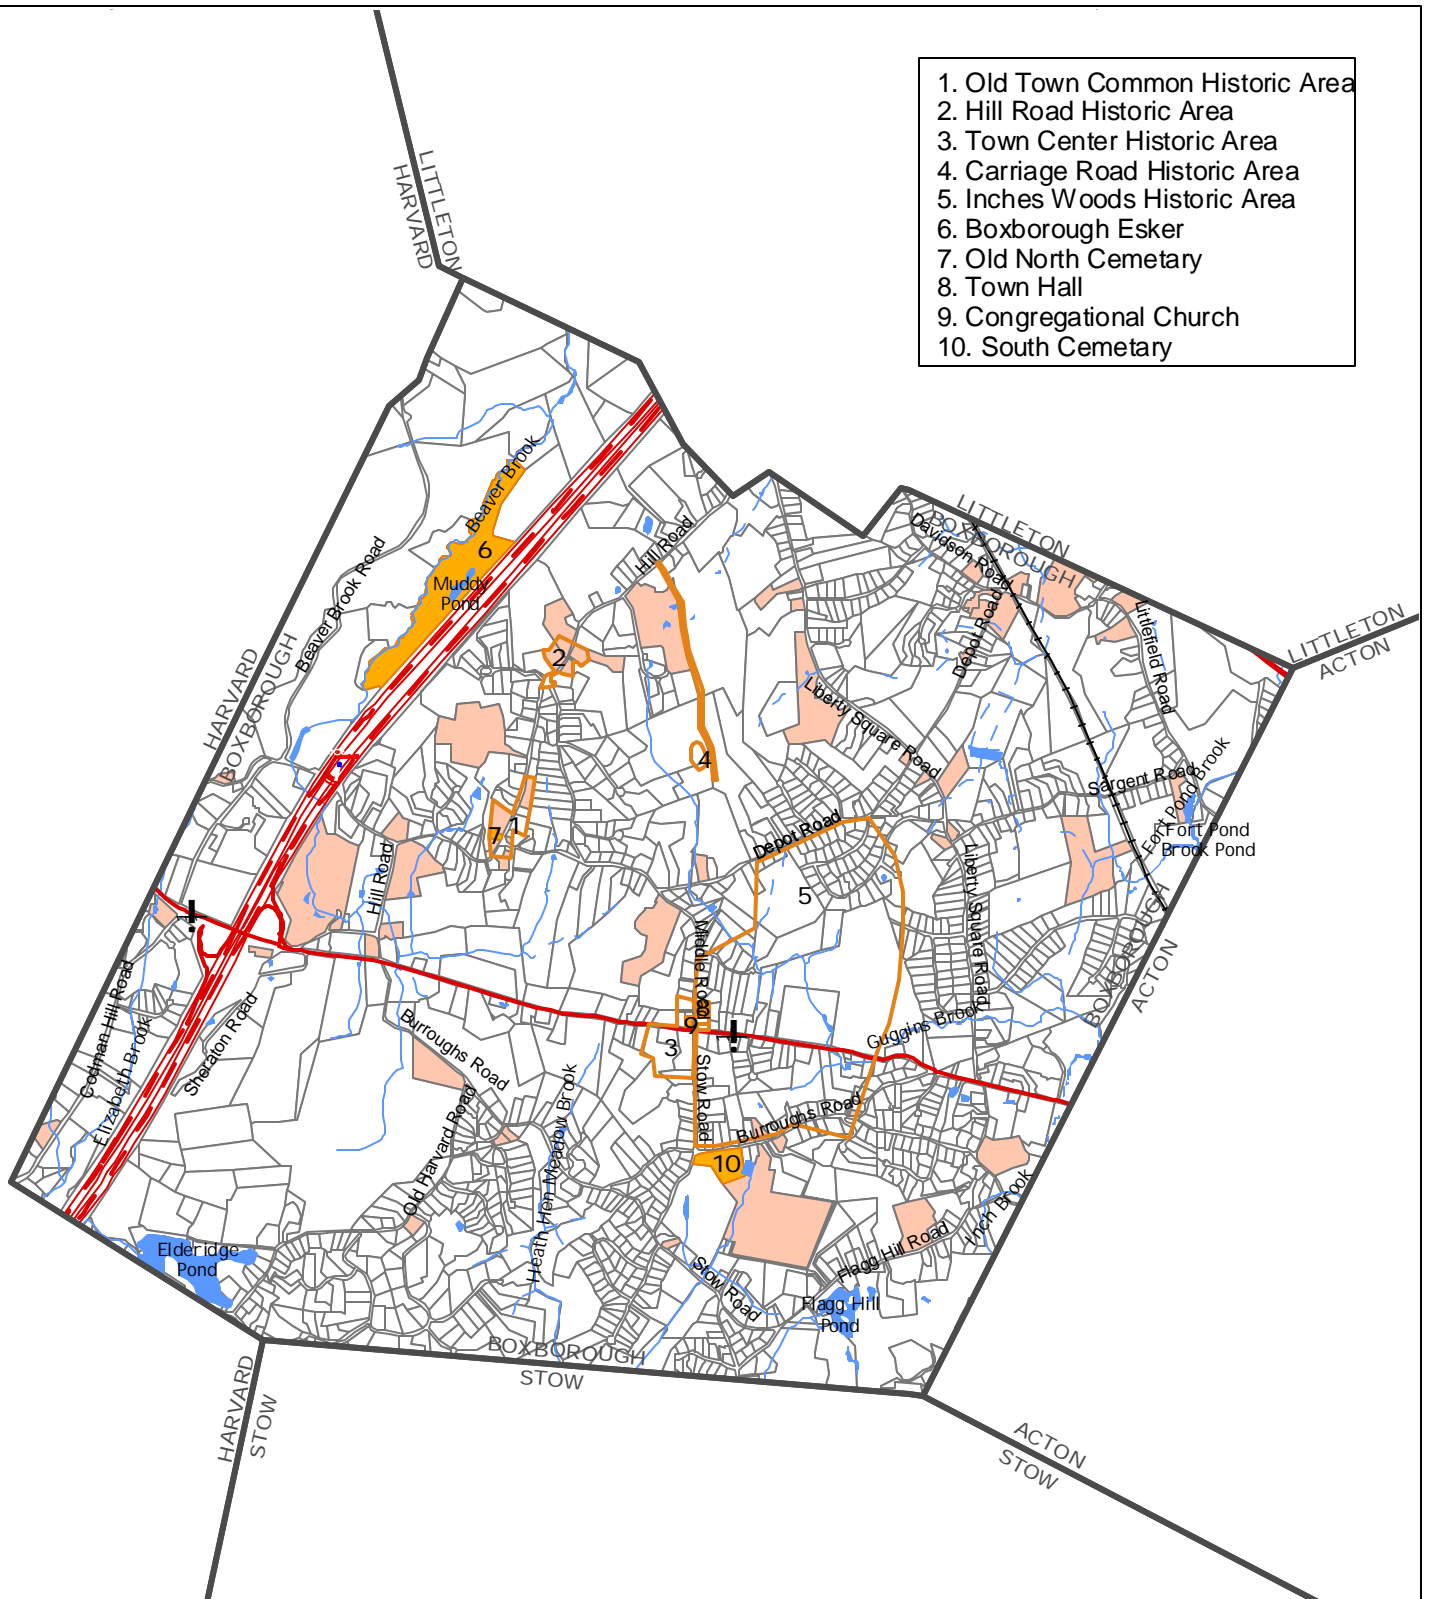 1. Old Town Common Historic Area
2. Hill Road Historic Area
3. Town Center Historic Area
4. Carriage Road Historic Area
5. Inches Woods Historic Area
6. Boxborough Esker
7. Old North Cemetary
8. Town Hall
9. Congregational Church
10. South Cemetary
LITTLETON
HARVARD
Beaver Brook
6
Muddy
Pond
Beaver Brook Road
HARVARD
BOXBOROUGH
Hill Road
2
LITTLETON
BOXBOROUGH
Davidson Road
Depot Road
Littlefield Road
LITTLETON
ACTON
Liberty Square Road
4
Sargent Road
Fort Pond Brook
Fort Pond
Brook Pond
7
1
Depot Road
Hill Road
5
Liberty Square Road
Middle Road
BOXBOROUGH
ACTON
Codman Hill Road
Elizabeth Brook
Sheraton Road
Burroughs Road
8
9
3
Guggins Brook
Stow Road
Burroughs Road
Old Harvard Road
Heath Hen Meadow Brook
10
Inch Brook
Flagg Hill Road
Elderidge
Pond
Stow Road
Flagg Hill
Pond
BOXBOROUGH
STOW
HARVARD
STOW
ACTON
STOW